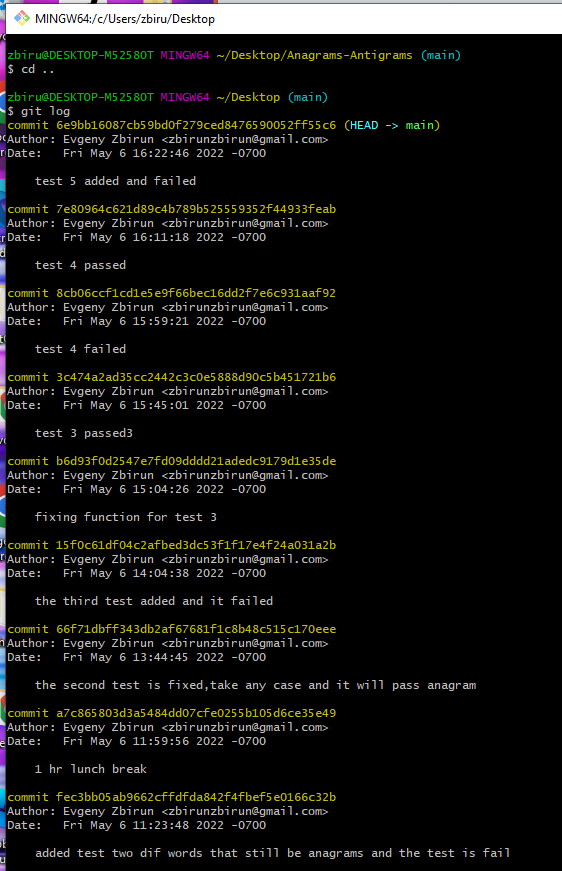 MINGW64:/c/Users/zbiru/Desktop
zbiru@DESKTOP-M5258OT MINGW64 ~/Desktop/Anagrams-Antigrams (main)
$ cd ..
zbiru@DESKTOP-M5258OT MINGW64 ~/Desktop (main)
$ git log
commit 6e9bb16087cb59bd0f279ced8476590052ff55c6 (HEAD -> main)
Author: Evgeny Zbirun <zbirunzbirun@gmail.com>
Date:   Fri May 6 16:22:46 2022 -0700
test 5 added and failed
commit 7e80964c621d89c4b789b525559352f44933feab
Author: Evgeny Zbirun <zbirunzbirun@gmail.com>
Date:   Fri May 6 16:11:18 2022 -0700
test 4 passed
commit 8cb06ccf1cd1e5e9f66bec16dd2f7e6c931aaf92
Author: Evgeny Zbirun <zbirunzbirun@gmail.com>
Date:   Fri May 6 15:59:21 2022 -0700
test 4 failed
commit 3c474a2ad35cc2442c3c0e5888d90c5b451721b6
Author: Evgeny Zbirun <zbirunzbirun@gmail.com>
Date:   Fri May 6 15:45:01 2022 -0700
test 3 passed3
commit b6d93f0d2547e7fd09dddd21adedc9179d1e35de
Author: Evgeny Zbirun <zbirunzbirun@gmail.com>
Date:   Fri May 6 15:04:26 2022 -0700
fixing function for test 3
commit 15f0c61df04c2afbed3dc53f1f17e4f24a031a2b
Author: Evgeny Zbirun <zbirunzbirun@gmail.com>
Date:   Fri May 6 14:04:38 2022 -0700
the third test added and it failed
commit 66f71dbff343db2af67681f1c8b48c515c170eee
Author: Evgeny Zbirun <zbirunzbirun@gmail.com>
Date:   Fri May 6 13:44:45 2022 -0700
the second test is fixed,take any case and it will pass anagram
commit a7c865803d3a5484dd07cfe0255b105d6ce35e49
Author: Evgeny Zbirun <zbirunzbirun@gmail.com>
Date:   Fri May 6 11:59:56 2022 -0700
1 hr lunch break
commit fec3bb05ab9662cffdfda842f4fbef5e0166c32b
Author: Evgeny Zbirun <zbirunzbirun@gmail.com>
Date:   Fri May 6 11:23:48 2022 -0700
added test two dif words that still be anagrams and the test is fail